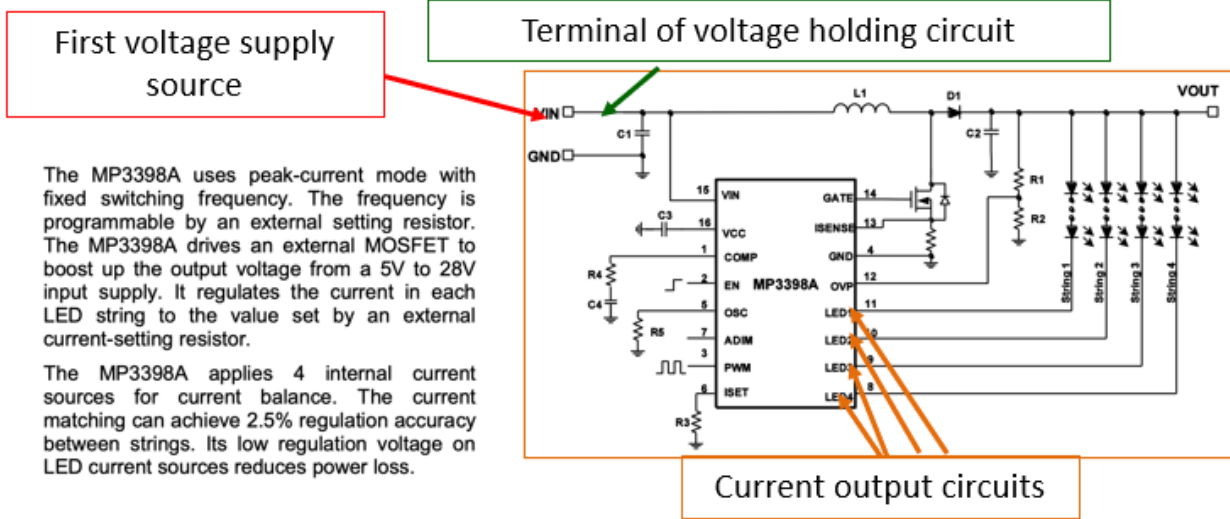 First voltage supply
source
Terminal of voltage holding circuit
The MP3398A uses peak-current mode with
fixed switching frequency. The frequency is
programmable by an external setting resistor.
The MP3398A drives an external MOSFET to
boost up the output voltage from a 5V to 28V
input supply. It regulates the current in each
LED string to the value set by an external
current-setting resistor.
The MP3398A applies 4 internal current
sources for current balance. The current
matching can achieve 2.5% regulation accuracy
between strings. Its low regulation voltage on
LED current sources reduces power loss.
VIN
GND
C1
L1
D1
C2
VOUT
R1
R2
C3
R4
C4
R5
R3
15 VIN
16 VCC
1 COMP
2 EN
5 OSC
7 ADIM
3 PWM
6 ISET
MP3398A
GATE 14
ISENSE 13
GND 4
OVP 12
LED1 11
LED2 10
LED3 9
LED4 8
String 1
String 2
String 3
String 4
Current output circuits